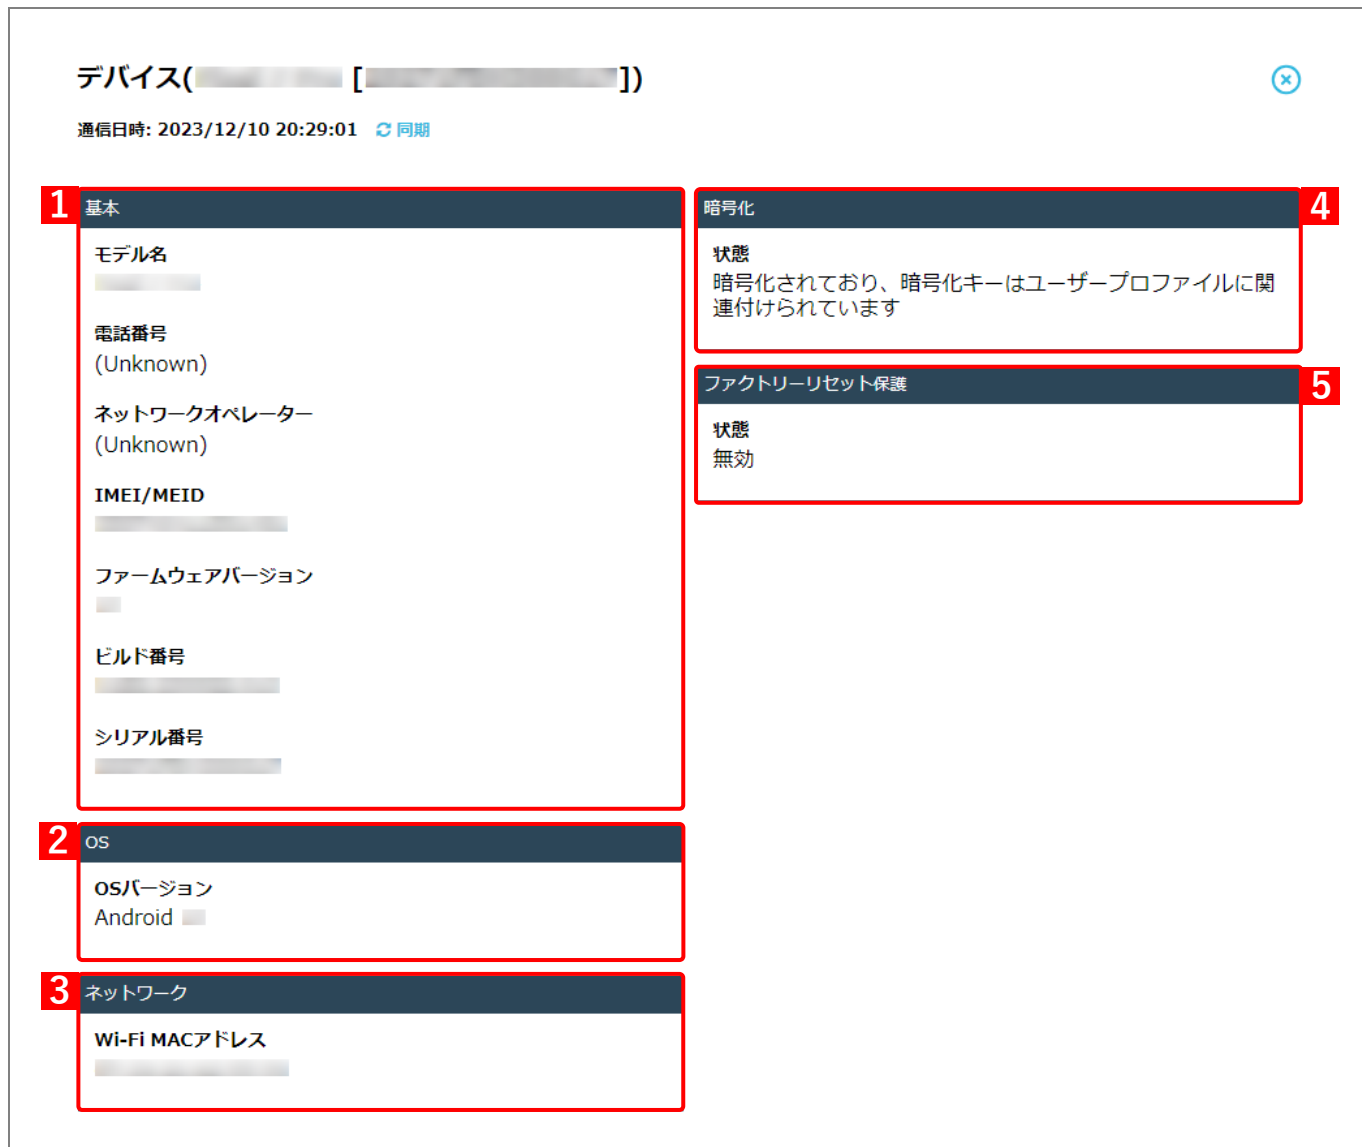 デバイス( [ ])
通信日時: 2023/12/10 20:29:01 同期
1
基本
モデル名
電話番号
(Unknown)
ネットワークオペレーター
(Unknown)
IMEI/MEID
ファームウェアバージョン
ビルド番号
シリアル番号
2
OS
OSバージョン
Android
3
ネットワーク
Wi-Fi MACアドレス
4
暗号化
状態
暗号化されており、暗号化キーはユーザープロファイルに関
連付けられています
5
ファクトリーリセット保護
状態
無効